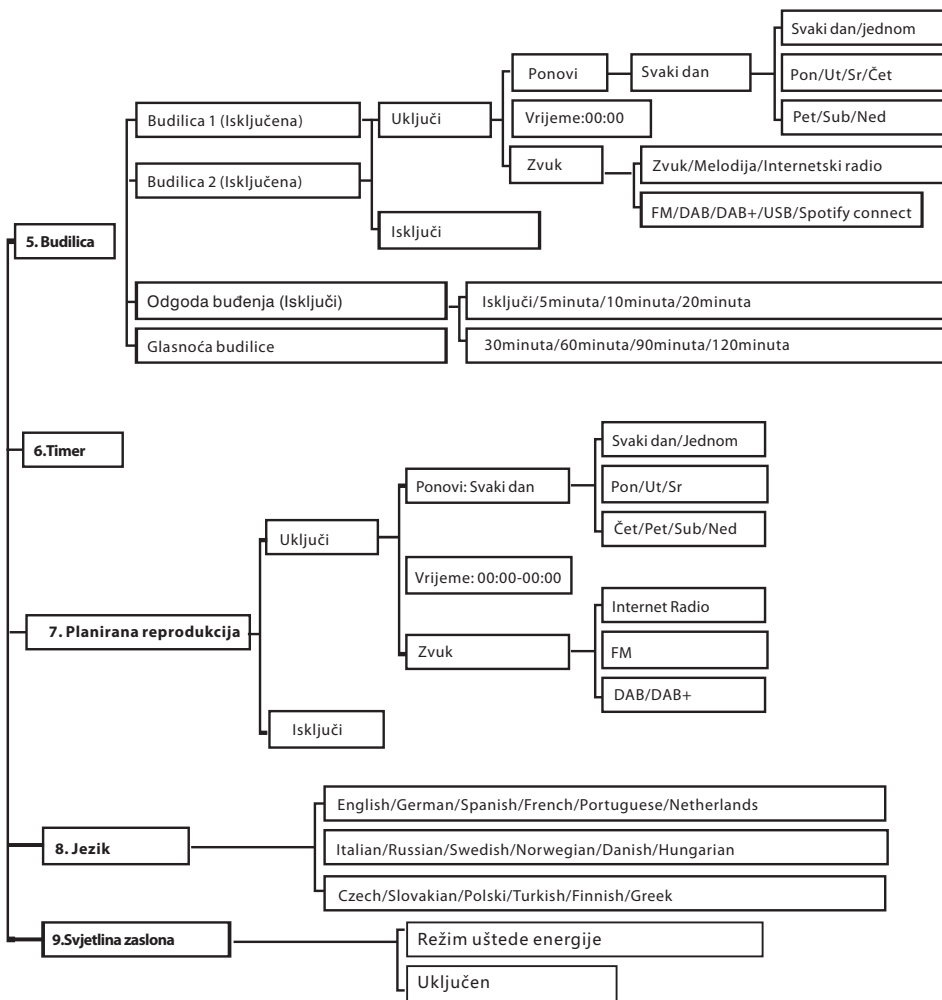 Svaki dan/jednom
Ponovi
Svaki dan
Pon/Ut/Sr/Čet
Budilica 1 (Isključena)
Uključi
Vrijeme:00:00
Pet/Sub/Ned
Budilica 2 (Isključena)
Zvuk
Zvuk/Melodija/Internetski radio
FM/DAB/DAB+/USB/Spotify connect
Isključi
5. Budilica
Odgoda buđenja (Isključi)
Isključi/5minuta/10minuta/20minuta
Glasnoća budilice
30minuta/60minuta/90minuta/120minuta
6.Timer
Svaki dan/Jednom
Ponovi: Svaki dan
Pon/Ut/Sr
Čet/Pet/Sub/Ned
Uključi
Vrijeme: 00:00-00:00
Internet Radio
7. Planirana reprodukcija
Zvuk
FM
DAB/DAB+
Isključi
English/German/Spanish/French/Portuguese/Netherlands
8. Jezik
Italian/Russian/Swedish/Norwegian/Danish/Hungarian
Czech/Slovakian/Polski/Turkish/Finnish/Greek
9.Svjetlina zaslona
Režim uštede energije
Uključen